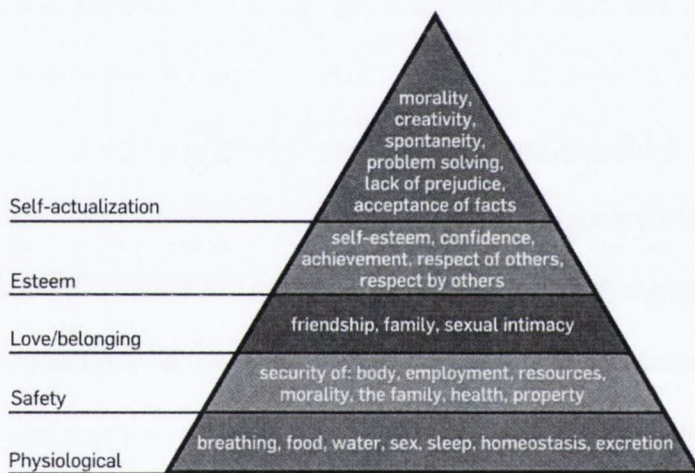 morality,
creativity,
spontaneity,
problem solving,
lack of prejudice,
acceptance of facts
Self-actualization
self-esteem, confidence,
achievement, respect of others,
respect by others
Esteem
friendship, family, sexual intimacy
Love/belonging
security of: body, employment, resources,
morality, the family, health, property
Safety
breathing, food, water, sex, sleep, homeostasis, excretion
Physiological